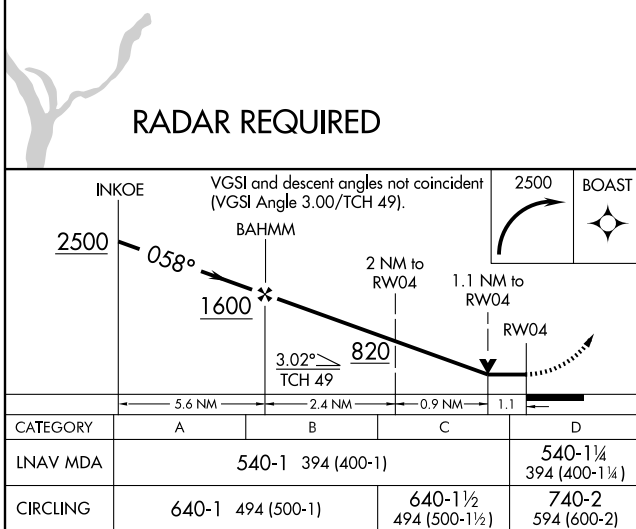 RADAR REQUIRED
INKOE
VGSI and descent angles not coincident
(VGSI Angle 3.00/TCH 49).
2500
BOAST
BAHMM
2500
058°
2 NM to
RW04
1.1 NM to
RW04
1600
RW04
3.02°
TCH 49
820
5.6 NM
2.4 NM
0.9 NM
1.1
CATEGORY A B C D
LNAV MDA 540-1 394 (400-1) 540-1¼
394 (400-1¼)
CIRCLING 640-1 494 (500-1) 640-1½
494 (500-1½) 740-2
594 (600-2)